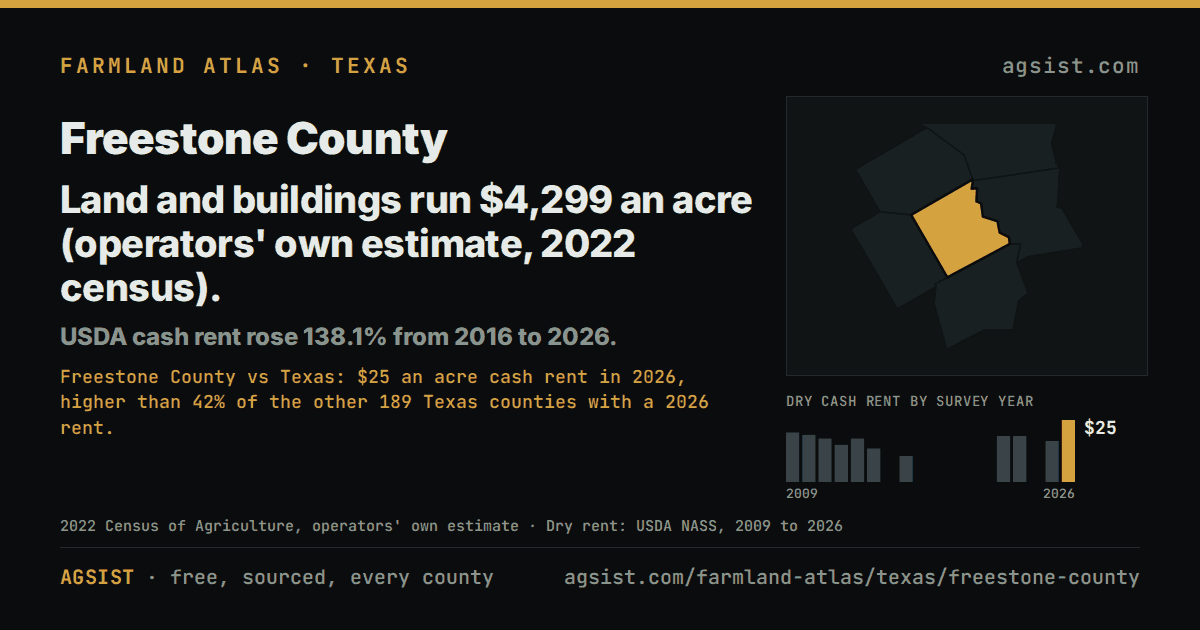 FARMLAND ATLAS · TEXAS
agsist.com
Freestone County
Land and buildings run $4,299 an acre
(operators' own estimate, 2022
census).
USDA cash rent rose 138.1% from 2016 to 2026.
Freestone County vs Texas: $25 an acre cash rent in 2026,
higher than 42% of the other 189 Texas counties with a 2026
rent.
DRY CASH RENT BY SURVEY YEAR
$25
2009
2026
2022 Census of Agriculture, operators' own estimate · Dry rent: USDA NASS, 2009 to 2026
AGSIST · free, sourced, every county
agsist.com/farmland-atlas/texas/freestone-county